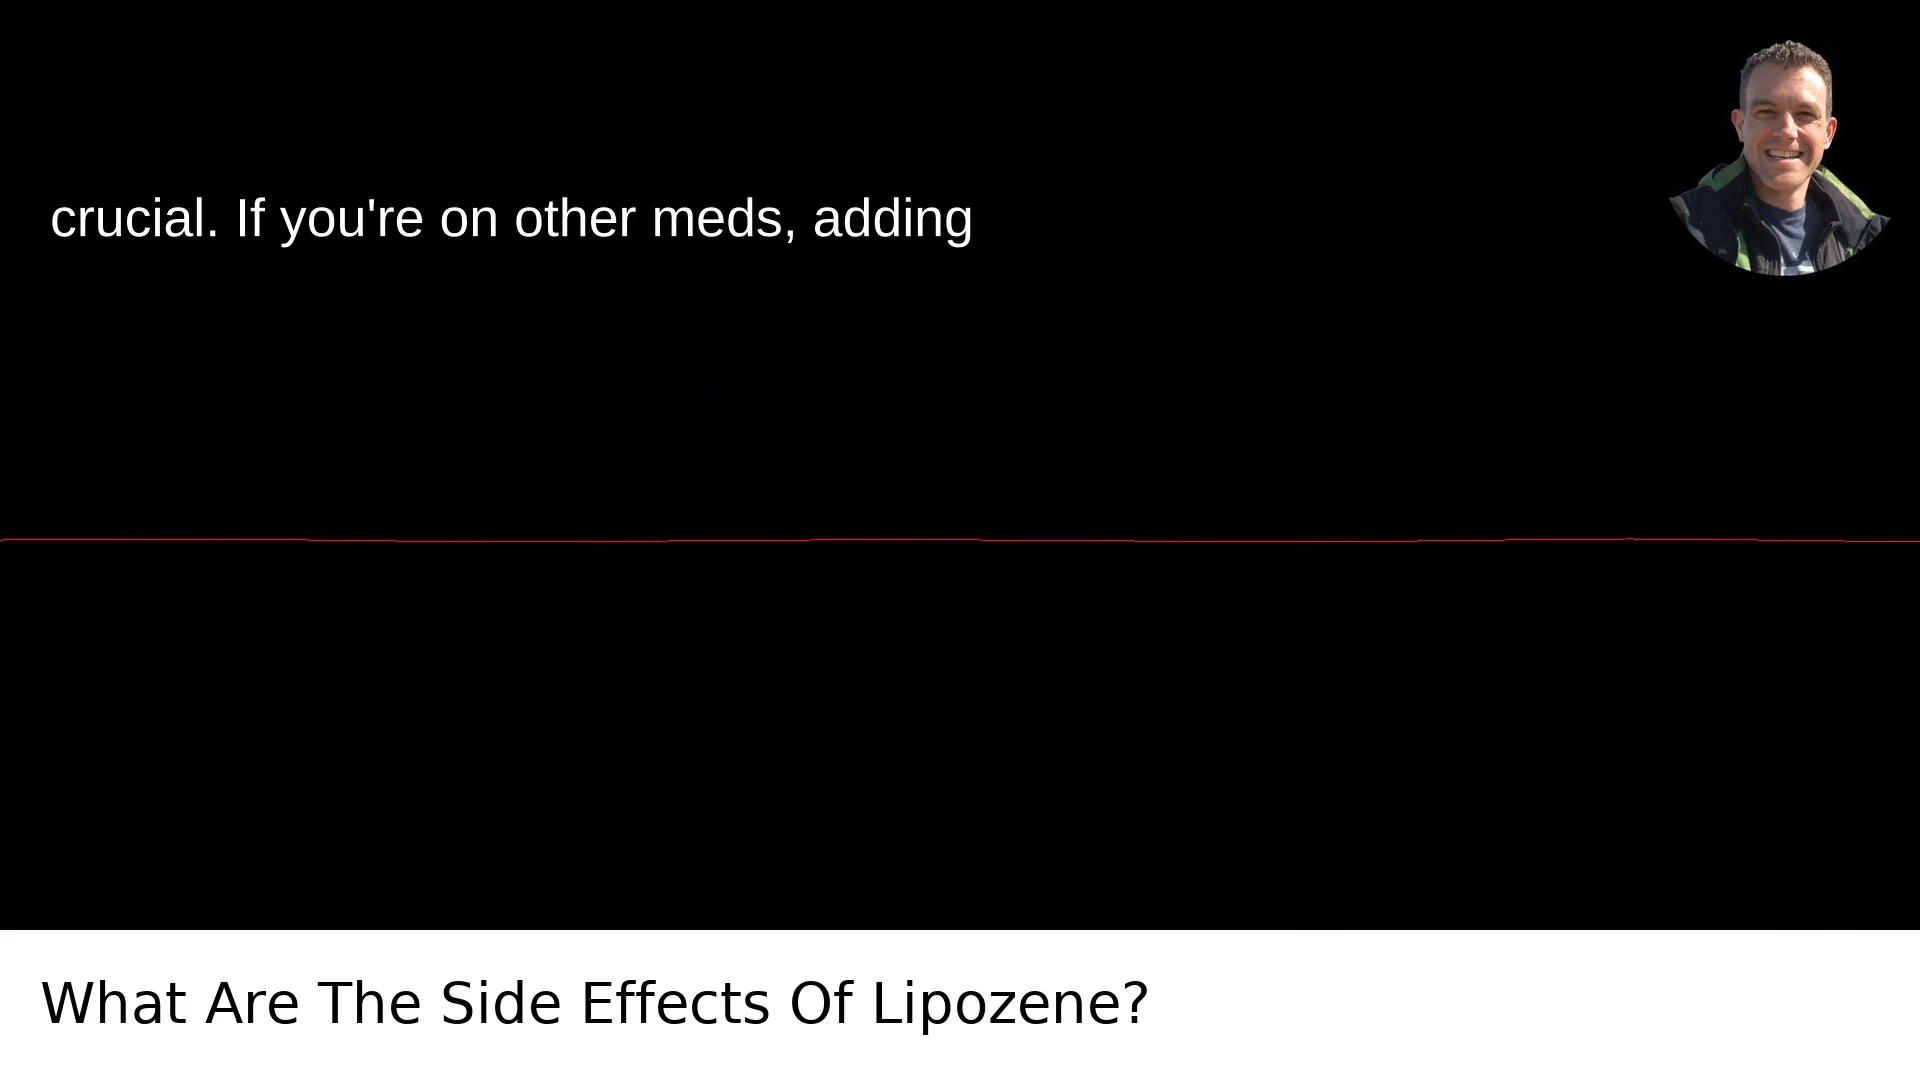 crucial. If you're on other meds, adding
What Are The Side Effects Of Lipozene?